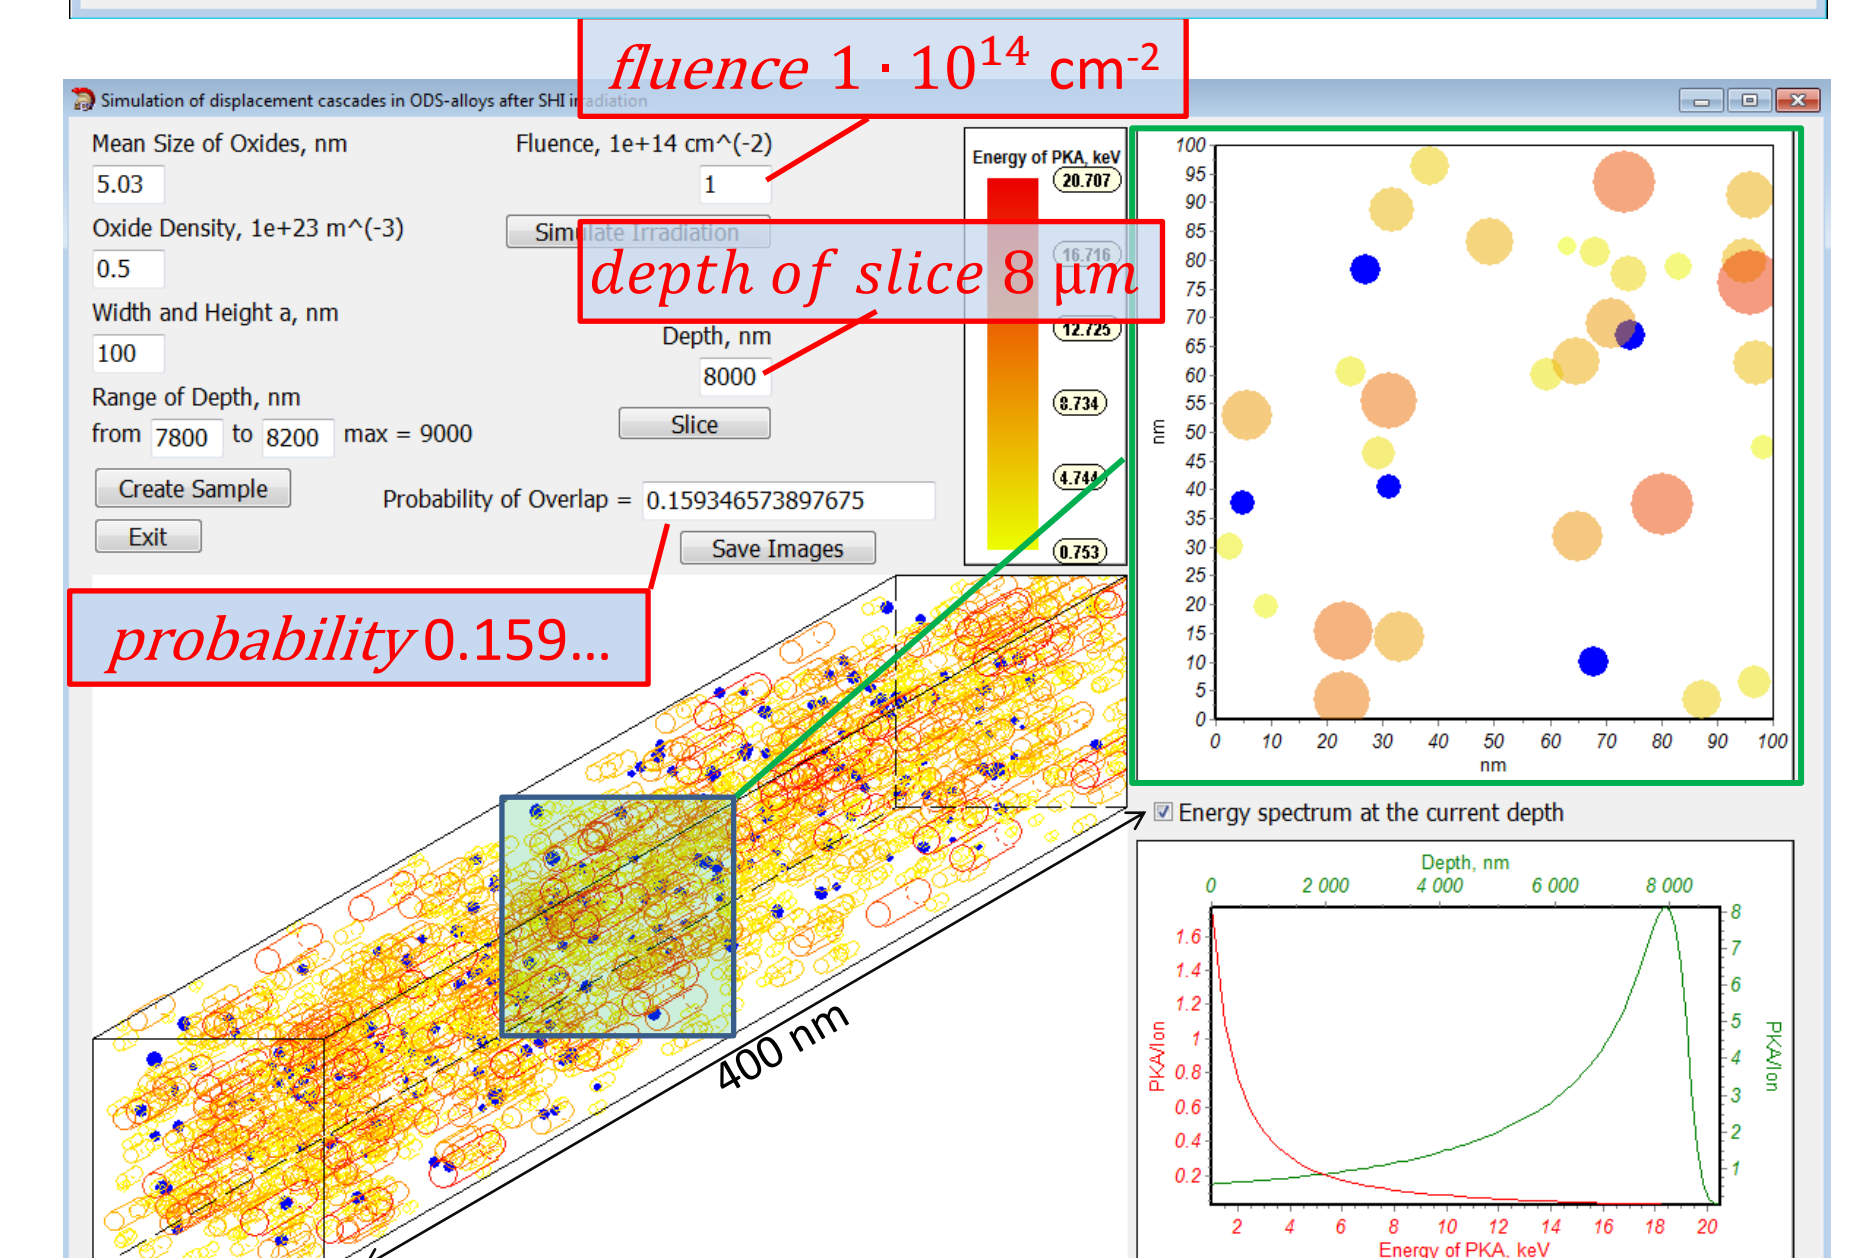 fluence 1 · 10^14 cm-2
Simulation of displacement cascades in ODS-alloys after SHI irradiation
Mean Size of Oxides, nm
5.03
Fluence, 1e+14 cm^(-2)
1
Oxide Density, 1e+23 m^(-3)
0.5
Simulate Irradiation
depth of slice 8 μm
Width and Height a, nm
100
Depth, nm
8000
Range of Depth, nm
from 7800 to 8200 max = 9000
Slice
Create Sample
Probability of Overlap = 0.159346573897675
Exit
Save Images
probability 0.159...
Energy of PKA, keV
20.707
16.716
12.725
8.734
4.744
0.753
100
95
90
85
80
75
70
65
60
55
50
45
40
35
30
25
20
15
10
5
0
nm
0 10 20 30 40 50 60 70 80 90 100
nm
400 nm
Energy spectrum at the current depth
Depth, nm
0 2 000 4 000 6 000 8 000
1.6
1.4
1.2
1
0.8
0.6
0.4
0.2
PKA/Ion
8
7
6
5
4
3
2
1
PKA/Ion
2 4 6 8 10 12 14 16 18 20
Energy of PKA, keV